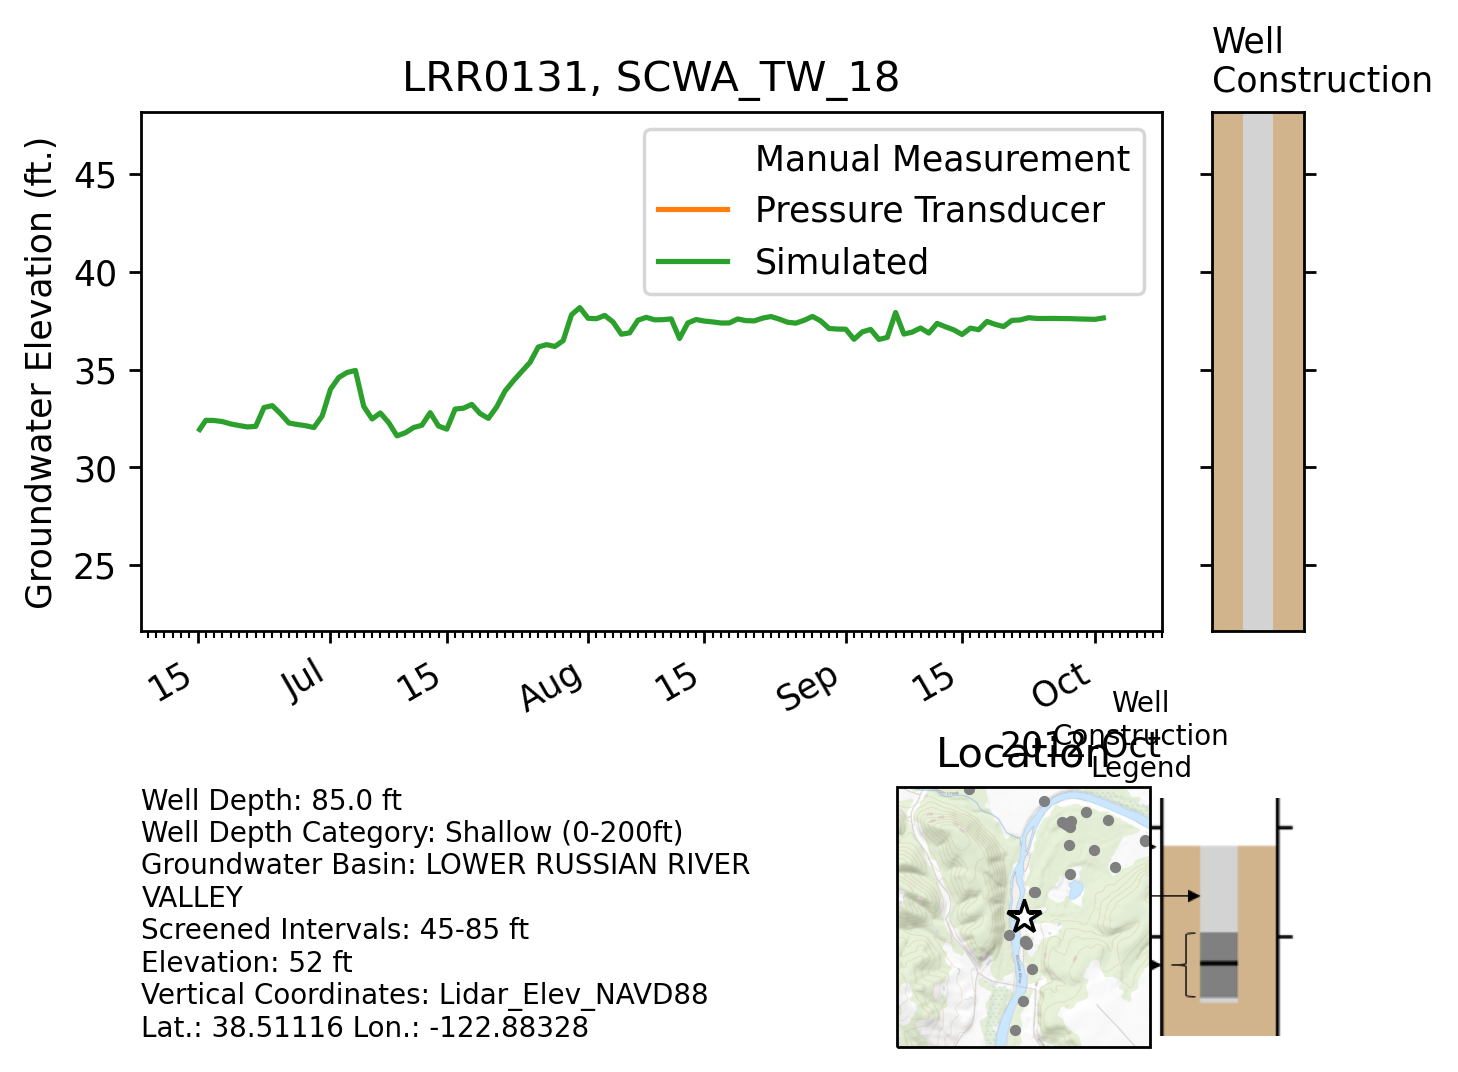 Well
Construction
LRR0131, SCWA_TW_18
Groundwater Elevation (ft.)
45
40
35
30
25
Manual Measurement
Pressure Transducer
Simulated
15
Jul
15
Aug
15
Sep
15
Oct
2012-Oct
Location
Well
Construction
Legend
Well Depth: 85.0 ft
Well Depth Category: Shallow (0-200ft)
Groundwater Basin: LOWER RUSSIAN RIVER
VALLEY
Screened Intervals: 45-85 ft
Elevation: 52 ft
Vertical Coordinates: Lidar_Elev_NAVD88
Lat.: 38.51116 Lon.: -122.88328